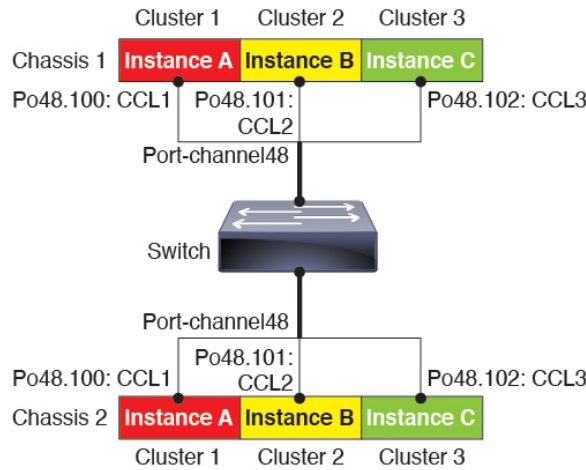 Cluster 1 Cluster 2 Cluster 3
Chassis 1 Instance A Instance B Instance C
Po48.100: CCL1 Po48.101: Po48.102: CCL3
CCL2
Port-channel48
Switch
Port-channel48
Po48.101:
Po48.100: CCL1 CCL2 Po48.102: CCL3
Chassis 2 Instance A Instance B Instance C
Cluster 1 Cluster 2 Cluster 3